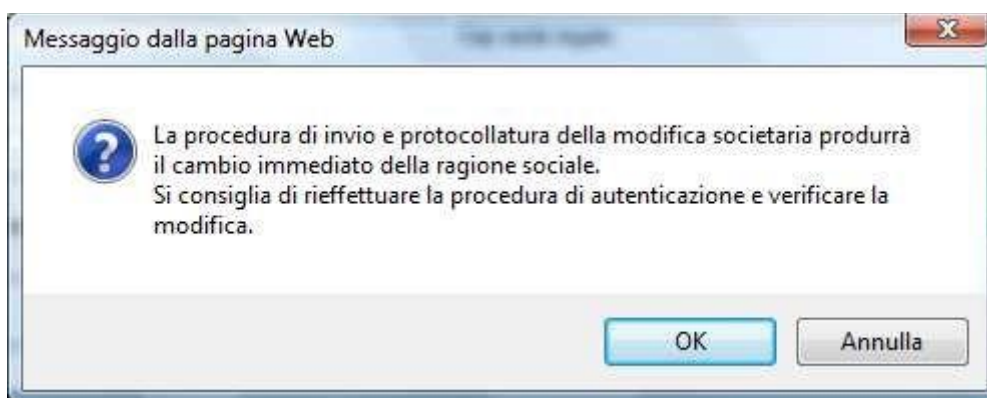 Messaggio dalla pagina Web
La procedura di invio e protocollatura della modifica societaria produrrà
il cambio immediato della ragione sociale.
Si consiglia di rieffettuare la procedura di autenticazione e verificare la
modifica.
OK
Annulla